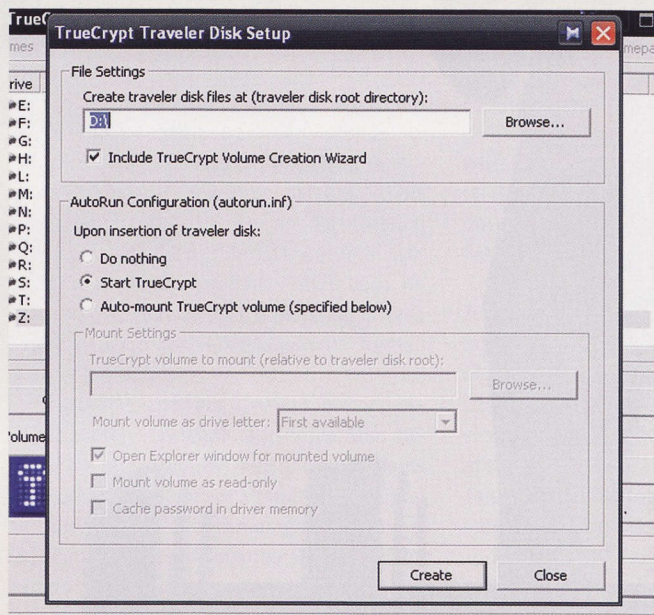 TrueC
TrueCrypt Traveler Disk Setup
mes
mepa
rive
File Settings
E:
Create traveler disk files at (traveler disk root directory):
F:
D:\
Browse...
G:
H:
Include TrueCrypt Volume Creation Wizard
L:
M:
N:
AutoRun Configuration (autorun.inf)
P:
Upon insertion of traveler disk:
Q:
R:
Do nothing
S:
Start TrueCrypt
T:
Auto-mount TrueCrypt volume (specified below)
Z:
Mount Settings
TrueCrypt volume to mount (relative to traveler disk root):
Browse...
Mount volume as drive letter: First available
olume
Open Explorer window for mounted volume
Mount volume as read-only
Cache password in driver memory
Create
Close